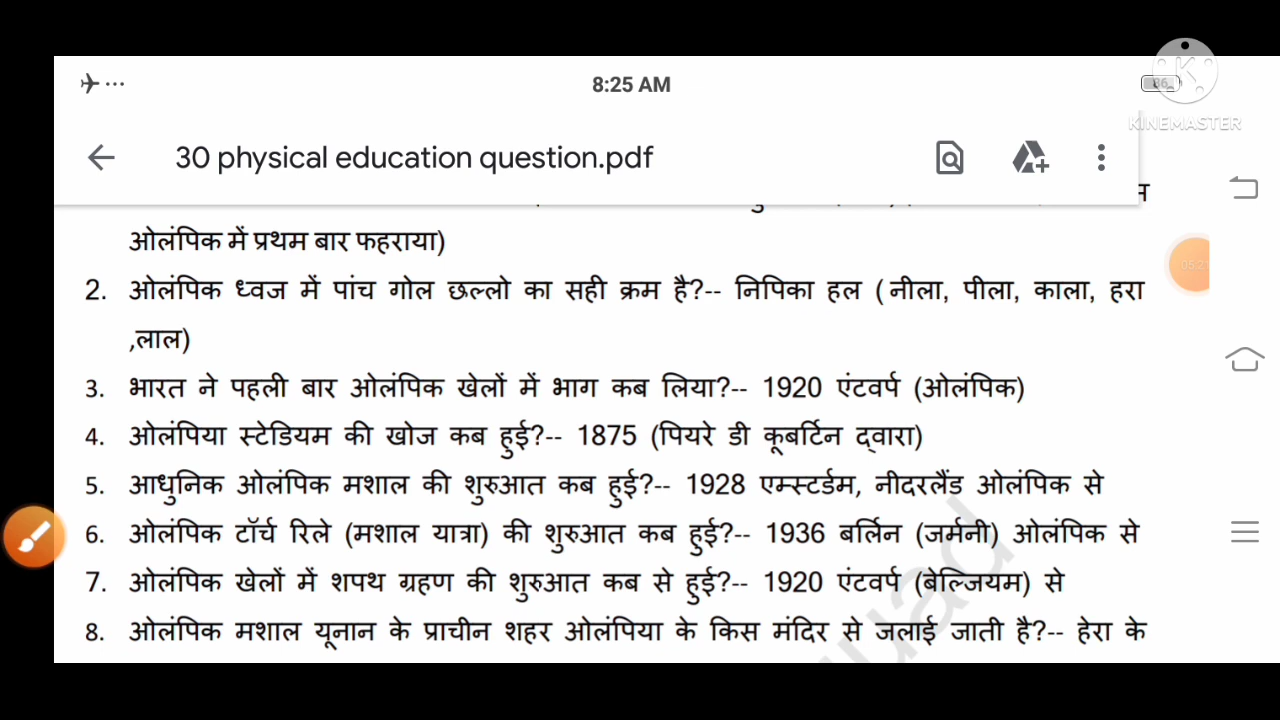 8:25 AM
36
KINEMASTER
30 physical education question.pdf
ओलंपिक में प्रथम बार फहराया)
2. ओलंपिक ध्वज में पांच गोल छल्लो का सही क्रम है?-- निपिका हल ( नीला, पीला, काला, हरा
,लाल)
3. भारत ने पहली बार ओलंपिक खेलों में भाग कब लिया?-- 1920 एंटवर्प (ओलंपिक)
4. ओलंपिया स्टेडियम की खोज कब हुई?-- 1875 (पियरे डी कूबर्टिन द्वारा)
5. आधुनिक ओलंपिक मशाल की शुरुआत कब हुई?-- 1928 एम्स्टर्डम, नीदरलैंड ओलंपिक से
6. ओलंपिक टॉर्च रिले (मशाल यात्रा) की शुरुआत कब हुई?-- 1936 बर्लिन (जर्मनी) ओलंपिक से
7. ओलंपिक खेलों में शपथ ग्रहण की शुरुआत कब से हुई?-- 1920 एंटवर्प (बेल्जियम) से
8. ओलंपिक मशाल यूनान के प्राचीन शहर ओलंपिया के किस मंदिर से जलाई जाती है?-- हेरा के